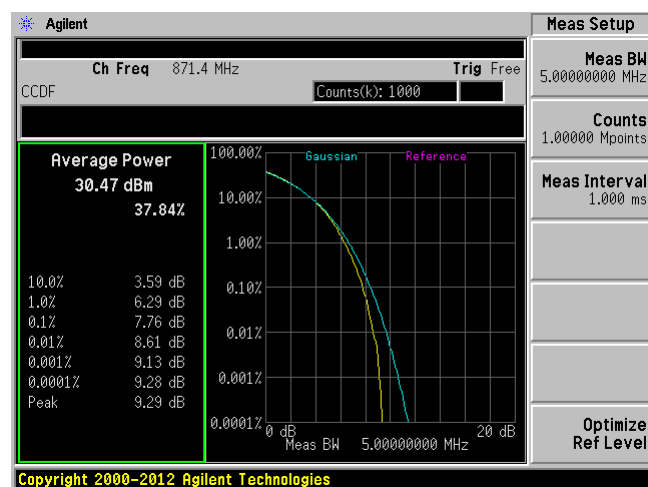 Agilent
Meas Setup
Ch Freq 871.4 MHz Trig Free
CCDF Counts(k): 1000
Meas BW
5.00000000 MHz
Counts
1.00000 Mpoints
Meas Interval
1.000 ms
Optimize
Ref Level
Average Power
30.47 dBm
37.84%
10.0% 3.59 dB
1.0% 6.29 dB
0.1% 7.76 dB
0.01% 8.61 dB
0.001% 9.13 dB
0.0001% 9.28 dB
Peak 9.29 dB
Gaussian Reference
100.00%
10.00%
1.00%
0.10%
0.01%
0.001%
0.0001%
0 dB 20 dB
Meas BW 5.00000000 MHz
Copyright 2000-2012 Agilent Technologies